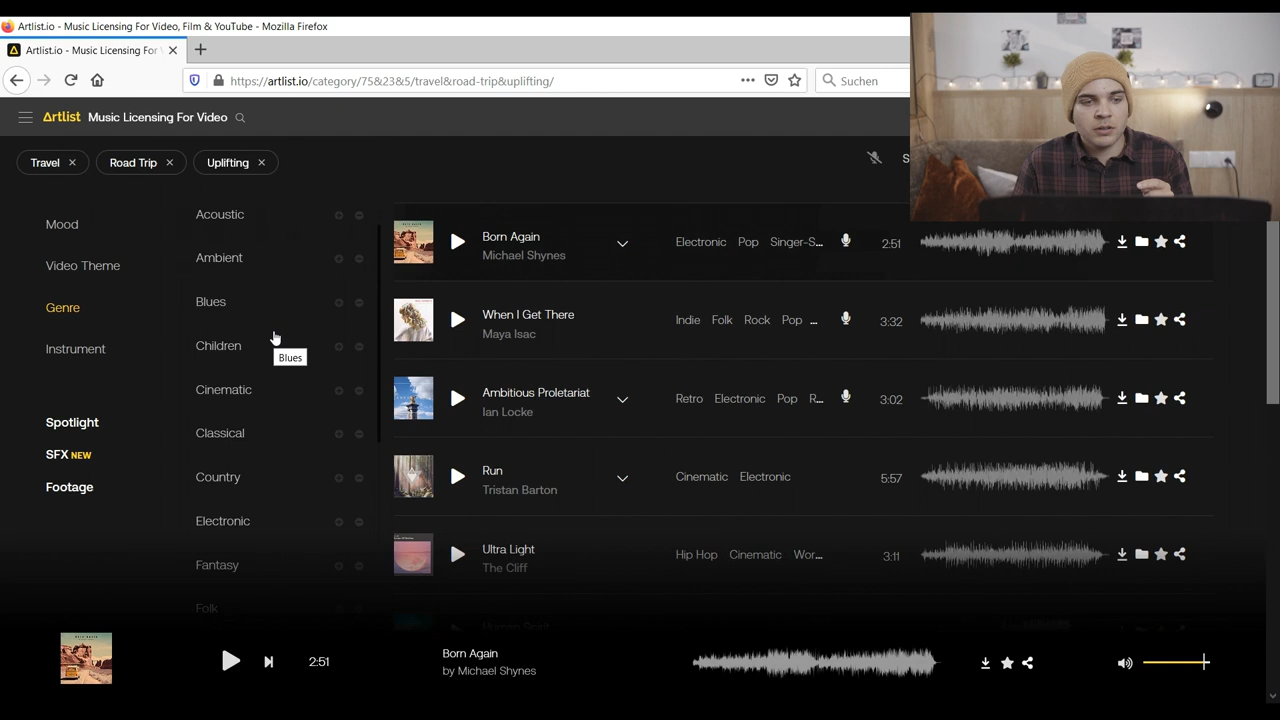 Artlist.io - Music Licensing For Video, Film & YouTube - Mozilla Firefox
Artlist.io - Music Licensing For
https://artlist.io/category/75&23&5/travel&road-trip&uplifting/
Suchen
Artlist Music Licensing For Video
Travel
Road Trip
Uplifting
S
Mood
Video Theme
Genre
Instrument
Spotlight
SFX NEW
Footage
Acoustic
Ambient
Blues
Children
Blues
Cinematic
Classical
Country
Electronic
Fantasy
Folk
Born Again
Michael Shynes
Electronic Pop Singer-S...
2:51
When I Get There
Maya Isac
Indie Folk Rock Pop ...
3:32
Ambitious Proletariat
Ian Locke
Retro Electronic Pop R...
3:02
Run
Tristan Barton
Cinematic Electronic
5:57
Ultra Light
The Cliff
Hip Hop Cinematic Wor...
3:11
Human Spirit
2:51
Born Again
by Michael Shynes